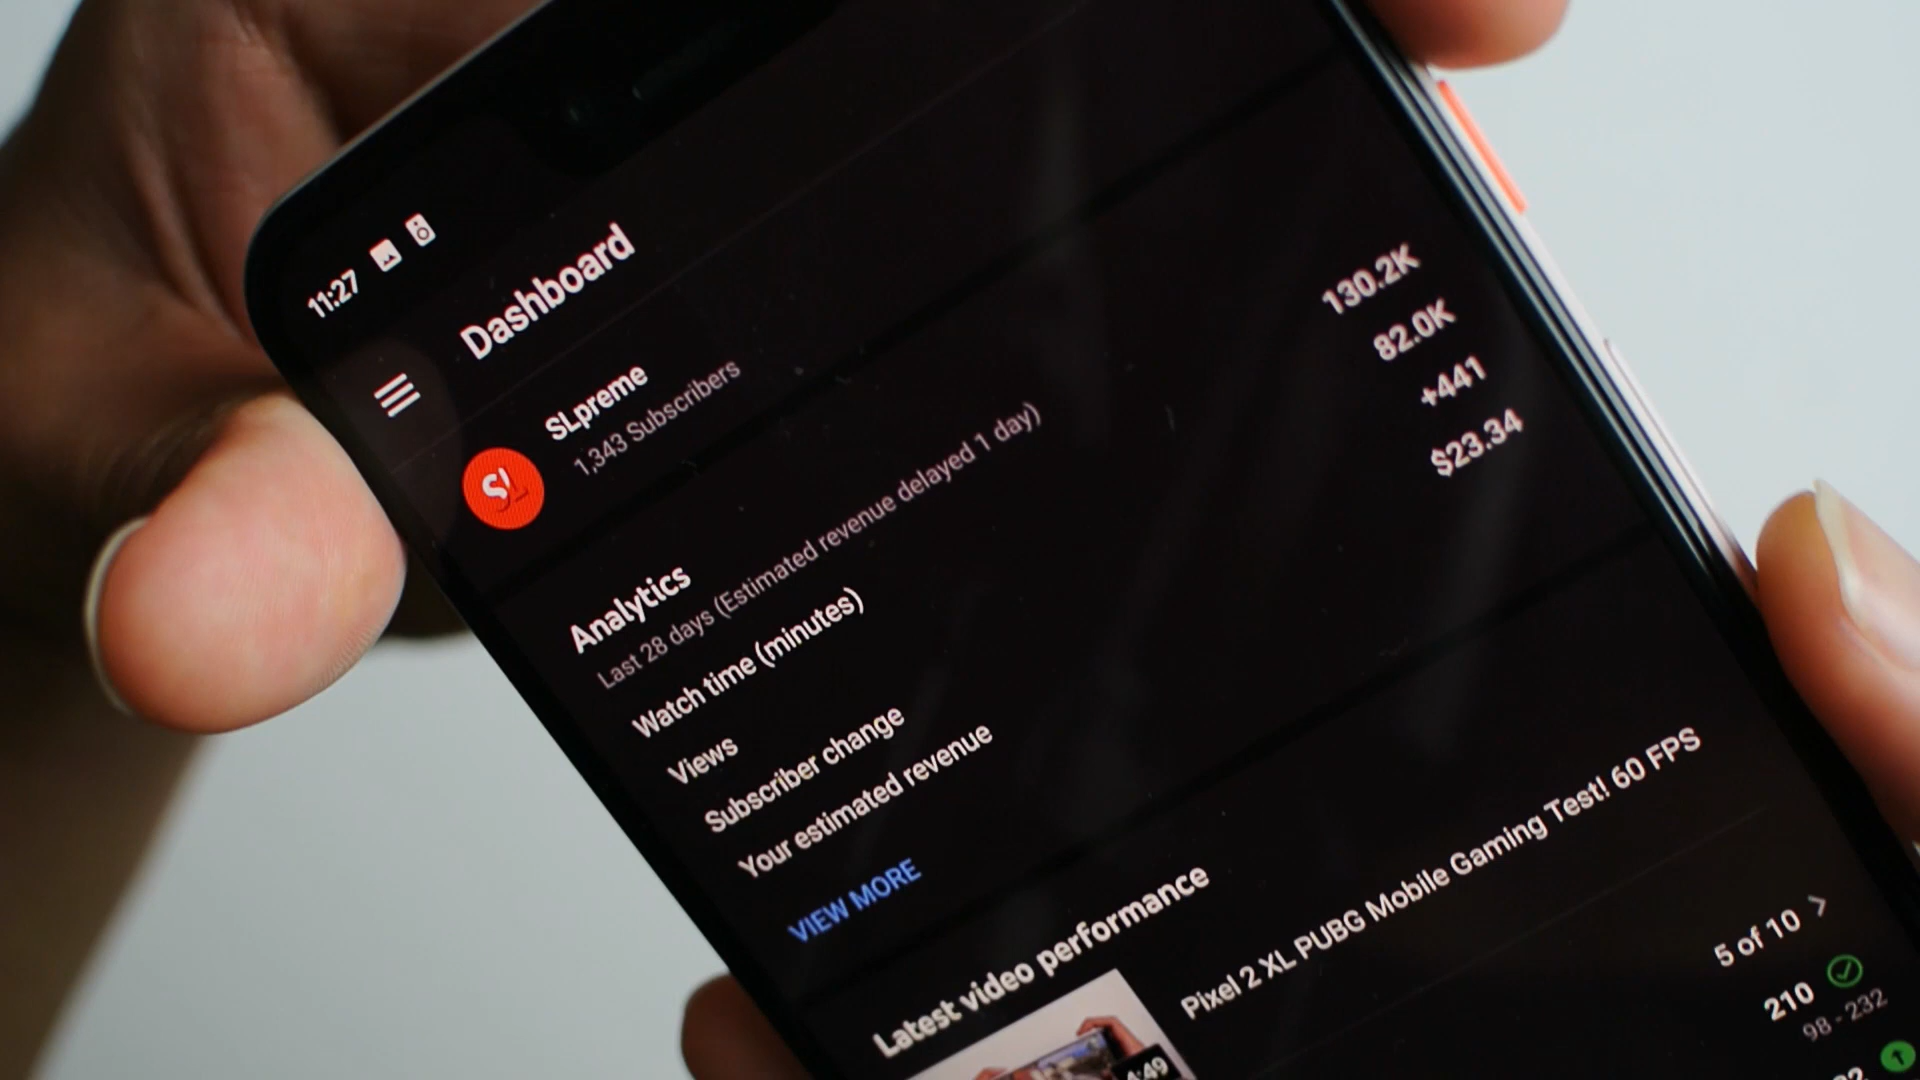 11:27
Dashboard
SLpreme
1,343 Subscribers
SL
Analytics
Last 28 days (Estimated revenue delayed 1 day)
Watch time (minutes) 130.2K
Views 82.0K
Subscriber change +441
Your estimated revenue $23.34
VIEW MORE
Latest video performance
Pixel 2 XL PUBG Mobile Gaming Test! 60 FPS
5 of 10 >
210
98 - 232